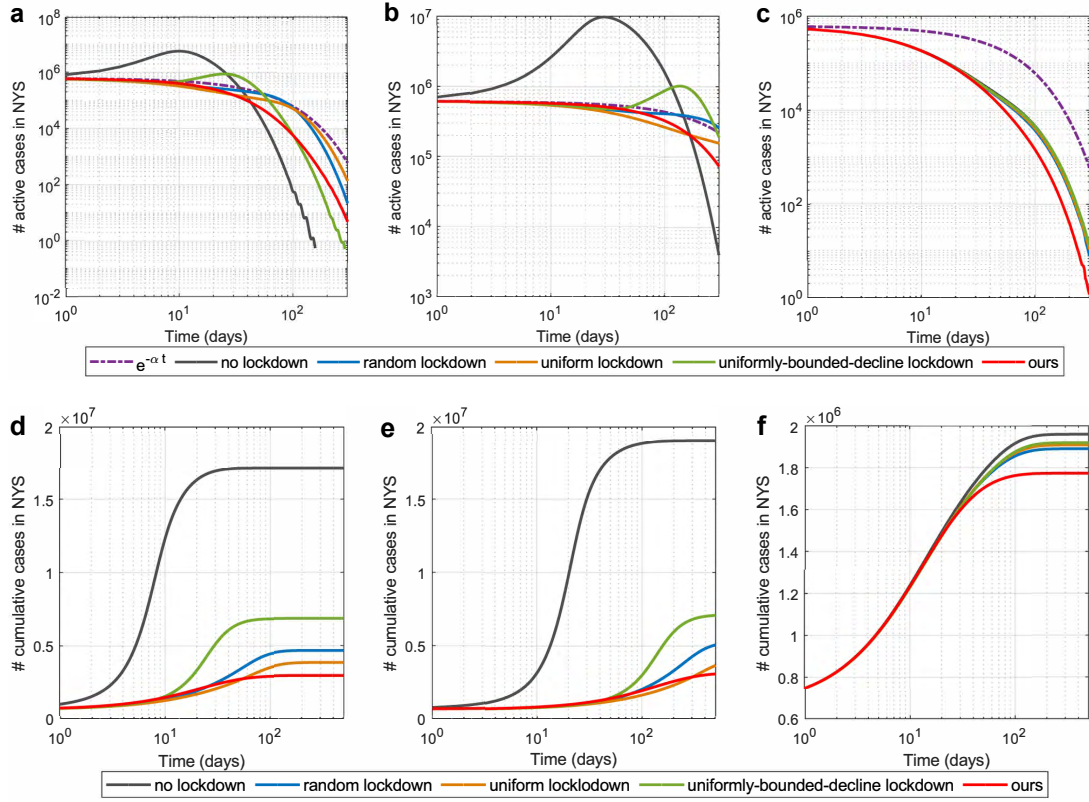 a
b
c
10^8
10^6
10^4
10^2
10^0
10^-2
# active cases in NYS
10^0
10^1
10^2
Time (days)
10^7
10^6
10^5
10^4
10^3
# active cases in NYS
10^0
10^1
10^2
Time (days)
10^6
10^4
10^2
10^0
# active cases in NYS
10^0
10^1
10^2
Time (days)
e^-α t
no lockdown
random lockdown
uniform lockdown
uniformly-bounded-decline lockdown
ours
d
e
f
× 10^7
2
1.5
1
0.5
0
# cumulative cases in NYS
10^0
10^1
10^2
Time (days)
× 10^7
2
1.5
1
0.5
0
# cumulative cases in NYS
10^0
10^1
10^2
Time (days)
× 10^6
2
1.8
1.6
1.4
1.2
1
0.8
0.6
# cumulative cases in NYS
10^0
10^1
10^2
Time (days)
no lockdown
random lockdown
uniform locklodown
uniformly-bounded-decline lockdown
ours